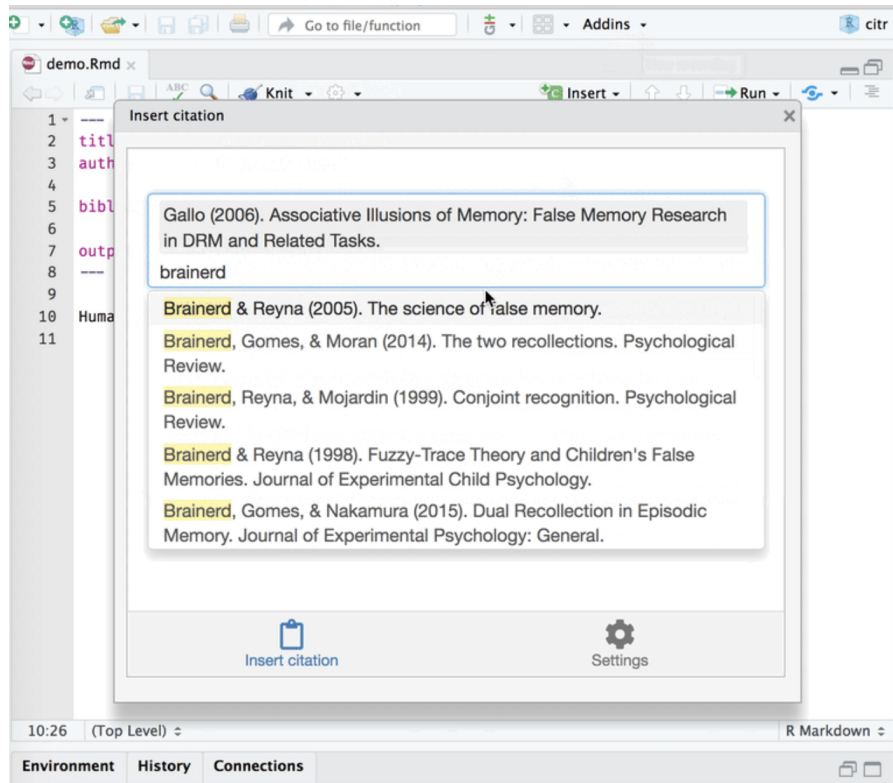 Go to file/function
Addins
citr
demo.Rmd
ABC
Knit
Insert
Run
Insert citation
1 ---
2 titl
3 auth
4
5 bibl
6
7 outp
8 ---
9
10 Huma
11
Gallo (2006). Associative Illusions of Memory: False Memory Research
in DRM and Related Tasks.
brainerd
Brainerd & Reyna (2005). The science of false memory.
Brainerd, Gomes, & Moran (2014). The two recollections. Psychological
Review.
Brainerd, Reyna, & Mojardin (1999). Conjoint recognition. Psychological
Review.
Brainerd & Reyna (1998). Fuzzy-Trace Theory and Children's False
Memories. Journal of Experimental Child Psychology.
Brainerd, Gomes, & Nakamura (2015). Dual Recollection in Episodic
Memory. Journal of Experimental Psychology: General.
Insert citation
Settings
10:26 (Top Level)
R Markdown
Environment History Connections